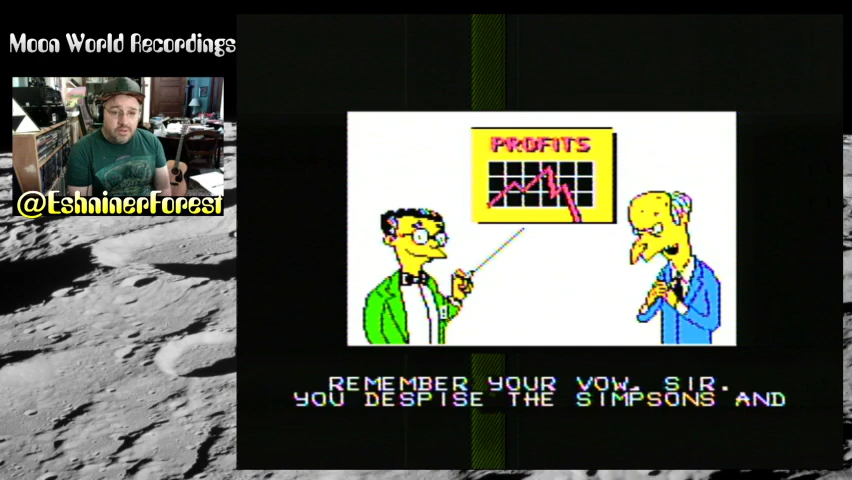 Moon World Recordings
@EshninerForest
PROFITS
REMEMBER YOUR VOW, SIR.
YOU DESPISE THE SIMPSONS AND